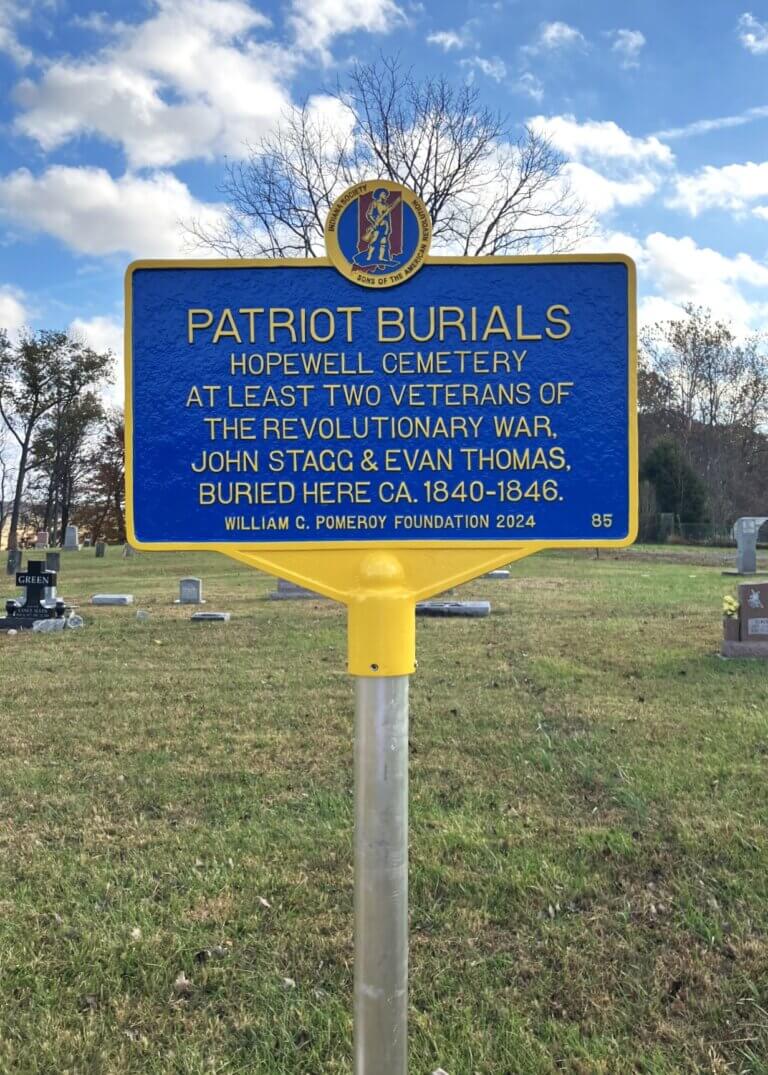 INDIANA SOCIETY
SONS OF THE AMERICAN REVOLUTION
PATRIOT BURIALS
HOPEWELL CEMETERY
AT LEAST TWO VETERANS OF
THE REVOLUTIONARY WAR,
JOHN STAGG & EVAN THOMAS,
BURIED HERE CA. 1840-1846.
WILLIAM G. POMEROY FOUNDATION 2024 85
GREEN